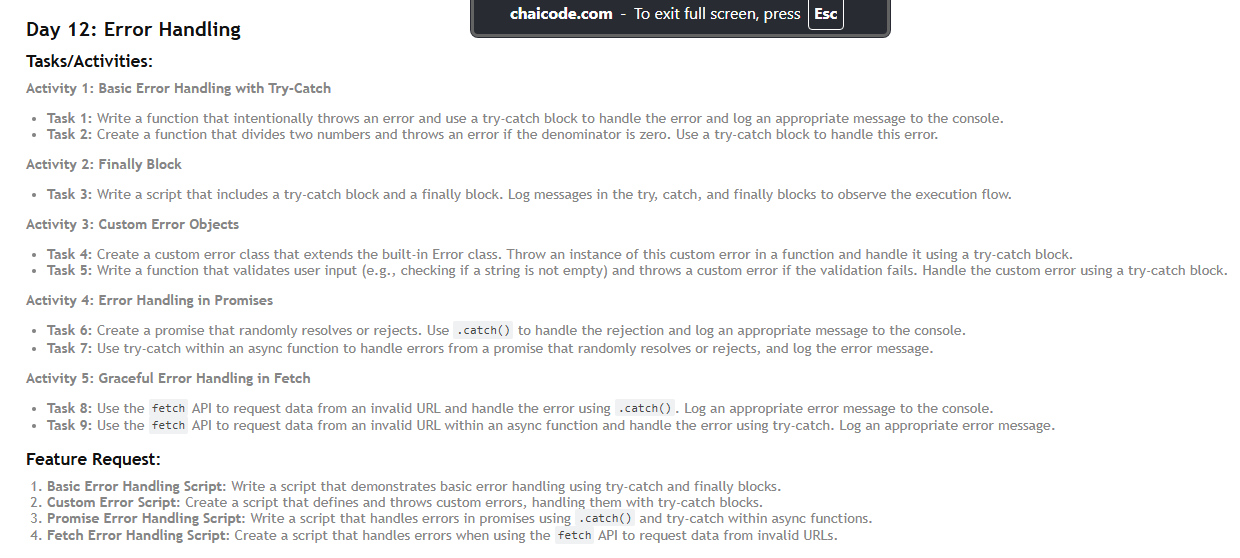 chaicode.com - To exit full screen, press Esc
Day 12: Error Handling
Tasks/Activities:
Activity 1: Basic Error Handling with Try-Catch
• Task 1: Write a function that intentionally throws an error and use a try-catch block to handle the error and log an appropriate message to the console.
• Task 2: Create a function that divides two numbers and throws an error if the denominator is zero. Use a try-catch block to handle this error.
Activity 2: Finally Block
• Task 3: Write a script that includes a try-catch block and a finally block. Log messages in the try, catch, and finally blocks to observe the execution flow.
Activity 3: Custom Error Objects
• Task 4: Create a custom error class that extends the built-in Error class. Throw an instance of this custom error in a function and handle it using a try-catch block.
• Task 5: Write a function that validates user input (e.g., checking if a string is not empty) and throws a custom error if the validation fails. Handle the custom error using a try-catch block.
Activity 4: Error Handling in Promises
• Task 6: Create a promise that randomly resolves or rejects. Use .catch() to handle the rejection and log an appropriate message to the console.
• Task 7: Use try-catch within an async function to handle errors from a promise that randomly resolves or rejects, and log the error message.
Activity 5: Graceful Error Handling in Fetch
• Task 8: Use the fetch API to request data from an invalid URL and handle the error using .catch(). Log an appropriate error message to the console.
• Task 9: Use the fetch API to request data from an invalid URL within an async function and handle the error using try-catch. Log an appropriate error message.
Feature Request:
1. Basic Error Handling Script: Write a script that demonstrates basic error handling using try-catch and finally blocks.
2. Custom Error Script: Create a script that defines and throws custom errors, handling them with try-catch blocks.
3. Promise Error Handling Script: Write a script that handles errors in promises using .catch() and try-catch within async functions.
4. Fetch Error Handling Script: Create a script that handles errors when using the fetch API to request data from invalid URLs.